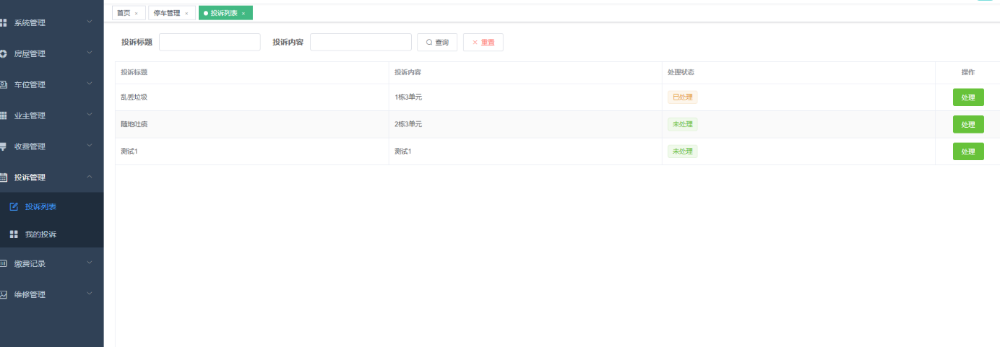 系统管理
房屋管理
车位管理
业主管理
收费管理
投诉管理
投诉列表
我的投诉
缴费记录
维修管理
首页 × 停车管理 × 投诉列表 ×
投诉标题 投诉内容 查询 重置
投诉标题 投诉内容 处理状态 操作
乱丢垃圾 1栋3单元 已处理 处理
随地吐痰 2栋3单元 未处理 处理
测试1 测试1 未处理 处理